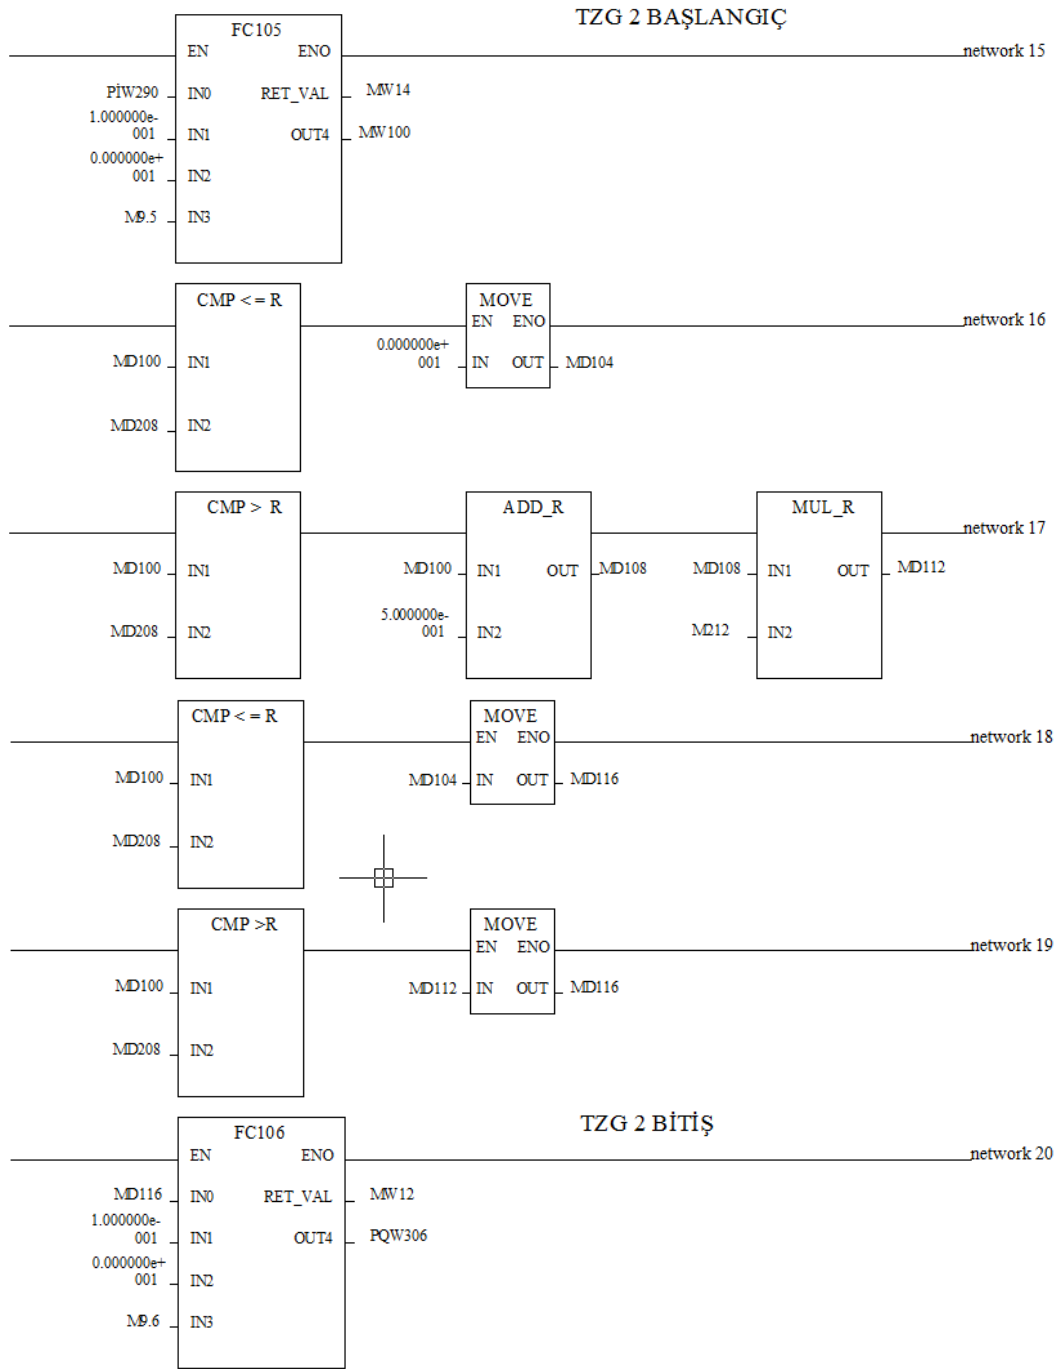 TZG 2 BAŞLANGIÇ
FC105
EN ENO
network 15
PİW290 IN0 RET_VAL MW14
1.000000e-
001 IN1 OUT4 MW100
0.000000e+
001 IN2
M9.5 IN3
CMP < = R MOVE
EN ENO
network 16
0.000000e+
MD100 IN1 001 IN OUT MD104
MD208 IN2
CMP > R ADD_R MUL_R
network 17
MD100 IN1 MD100 IN1 OUT MD108 MD108 IN1 OUT MD112
5.000000e-
MD208 IN2 001 IN2 M212 IN2
CMP < = R MOVE
EN ENO network 18
MD100 IN1 MD104 IN OUT MD116
MD208 IN2
CMP >R MOVE
EN ENO network 19
MD100 IN1 MD112 IN OUT MD116
MD208 IN2
TZG 2 BİTİŞ
FC106
EN ENO network 20
MD116 IN0 RET_VAL MW12
1.000000e-
001 IN1 OUT4 PQW306
0.000000e+
001 IN2
M9.6 IN3